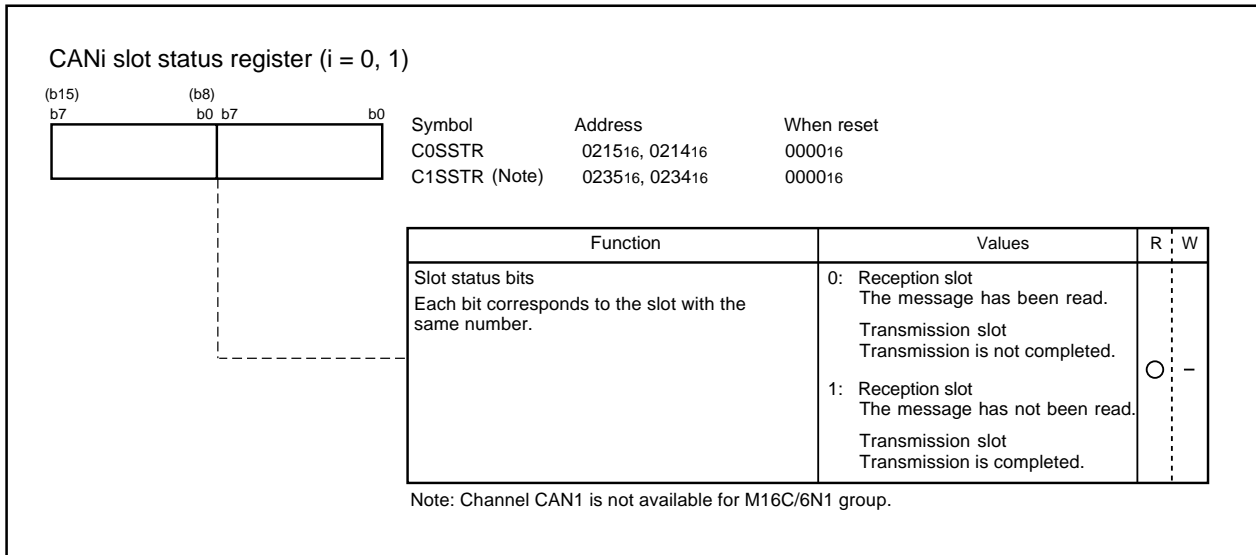 CANi slot status register (i = 0, 1)
(b15) (b8)
b7 b0 b7 b0
Symbol Address When reset
C0SSTR 021516, 021416 000016
C1SSTR (Note) 023516, 023416 000016
Function Values R W
Slot status bits
Each bit corresponds to the slot with the
same number.
0: Reception slot
The message has been read.
Transmission slot
Transmission is not completed.
1: Reception slot
The message has not been read.
Transmission slot
Transmission is completed.
○ –
Note: Channel CAN1 is not available for M16C/6N1 group.